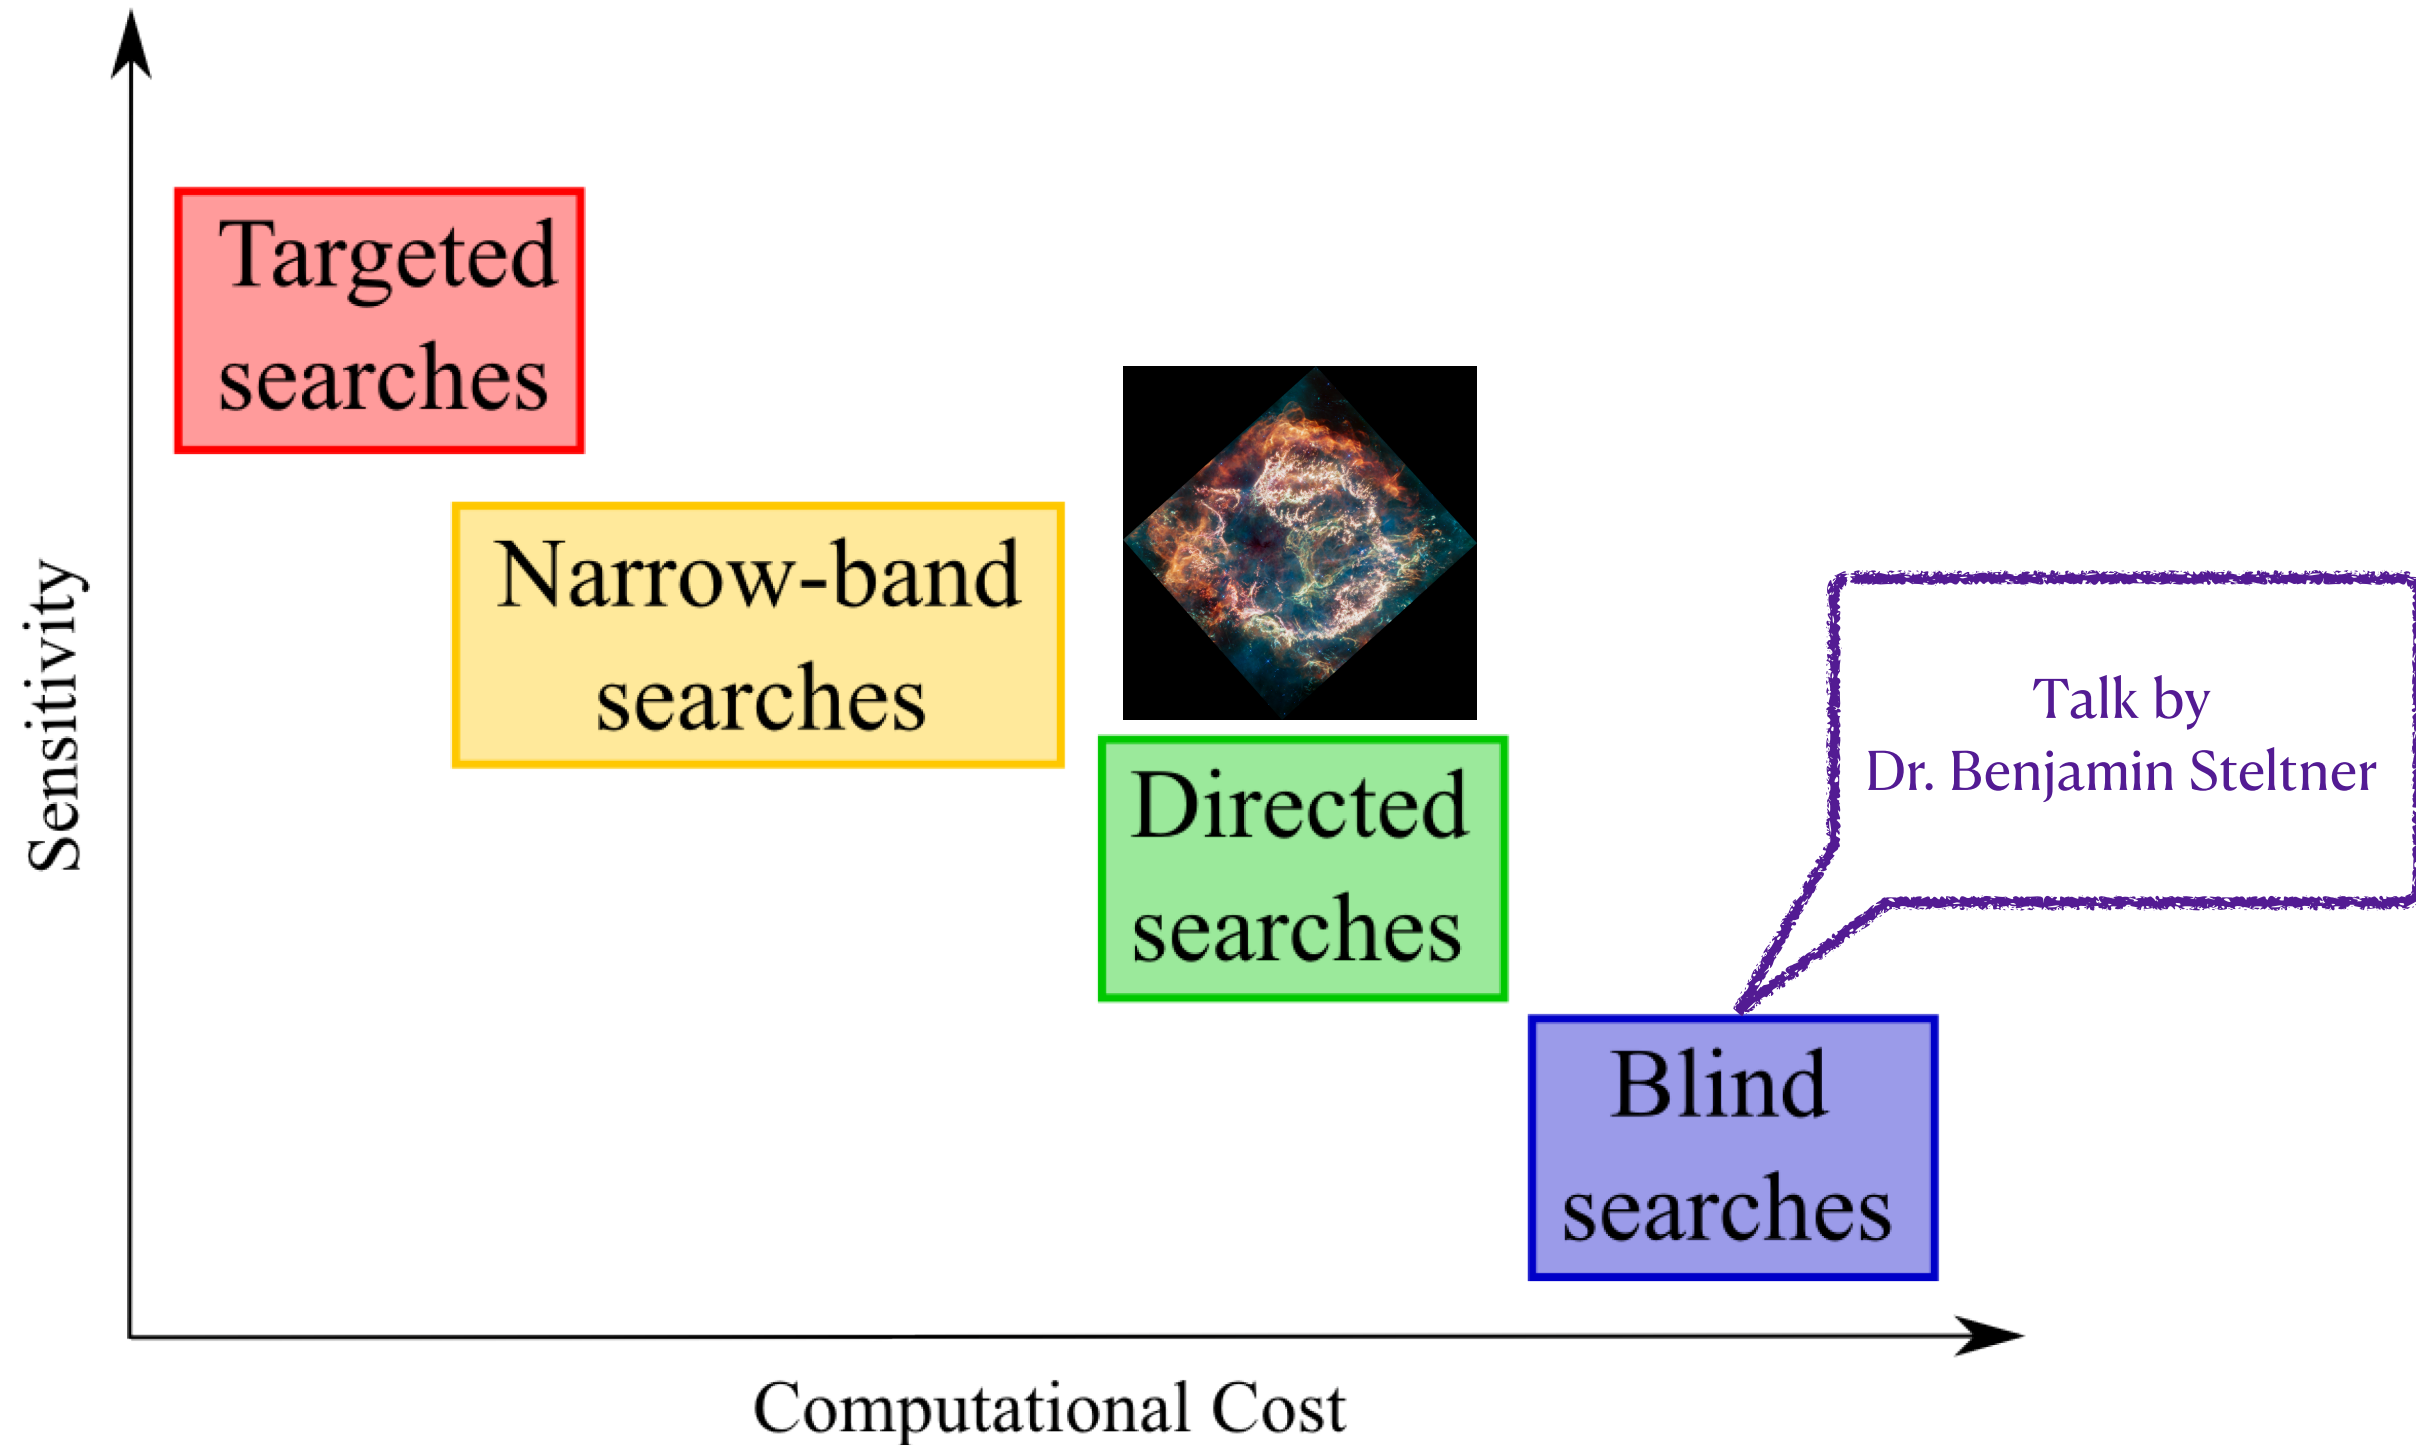 Targeted
searches
Narrow-band
searches
Directed
searches
Talk by
Dr. Benjamin Steltner
Blind
searches
Sensitivity
Computational Cost